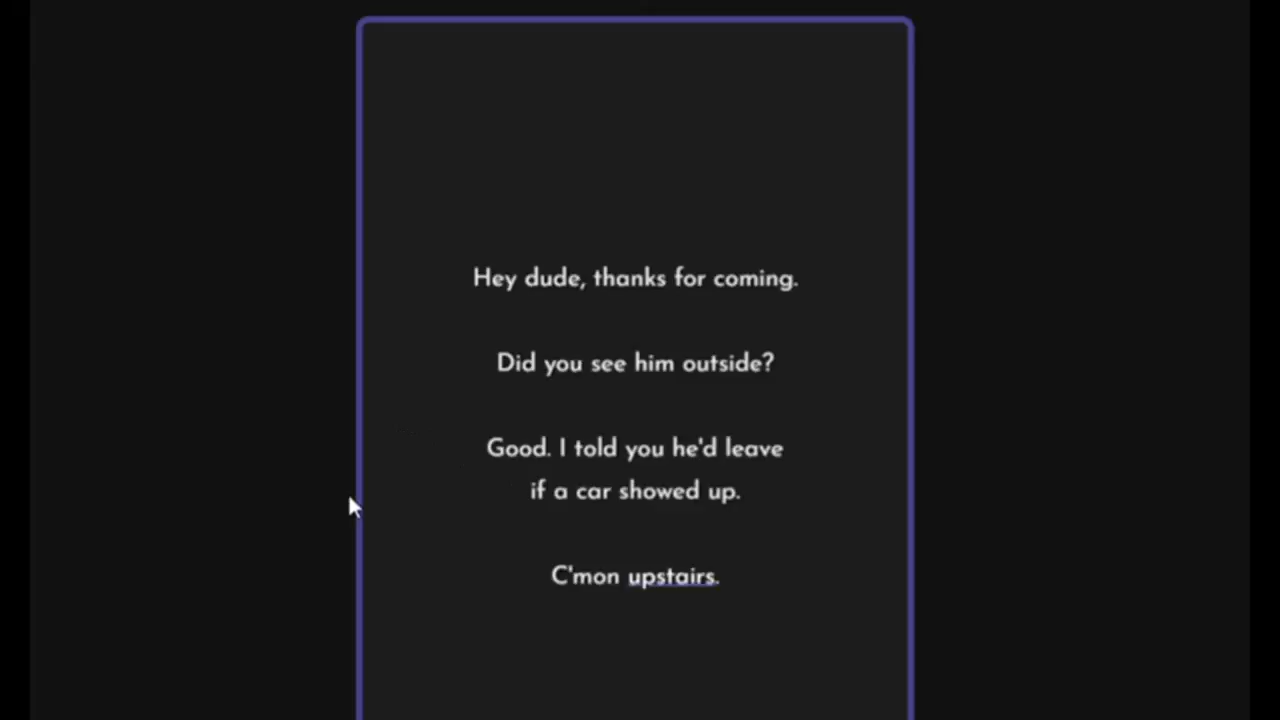 Hey dude, thanks for coming.
Did you see him outside?
Good. I told you he'd leave
if a car showed up.
C'mon upstairs.